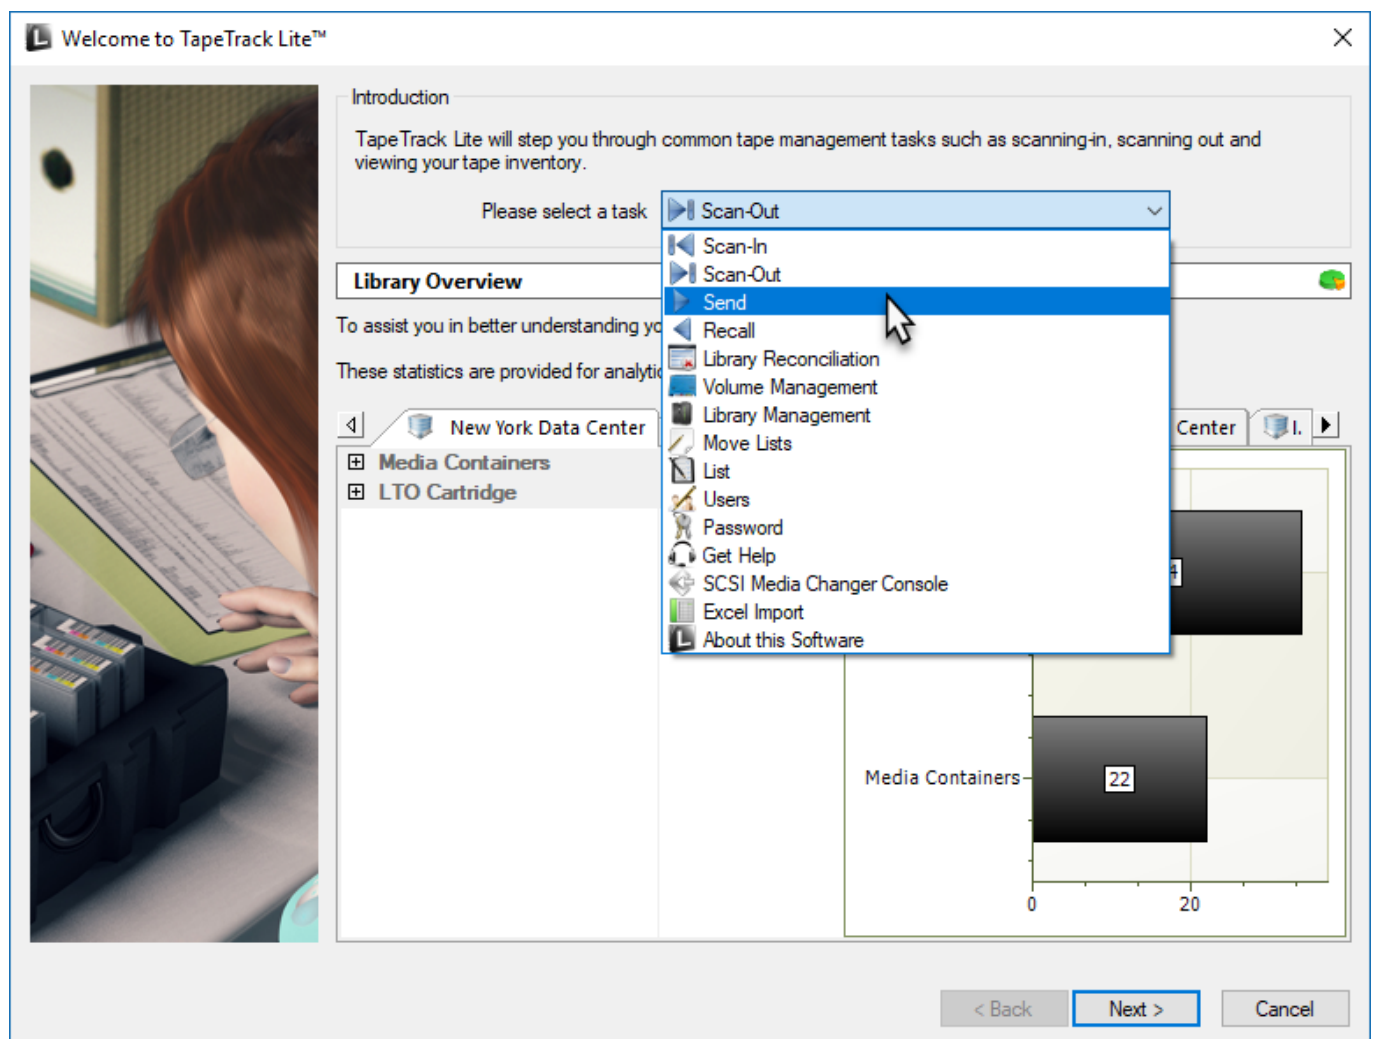 Welcome to TapeTrack Lite™
Introduction
TapeTrack Lite will step you through common tape management tasks such as scanning-in, scanning out and
viewing your tape inventory.
Please select a task
Scan-Out
Scan-In
Scan-Out
Send
Recall
Library Reconciliation
Volume Management
Library Management
Move Lists
List
Users
Password
Get Help
SCSI Media Changer Console
Excel Import
About this Software
Library Overview
To assist you in better understanding
These statistics are provided for
New York Data Center
Center
I.
Media Containers
LTO Cartridge
4
Media Containers
22
0
20
< Back
Next >
Cancel